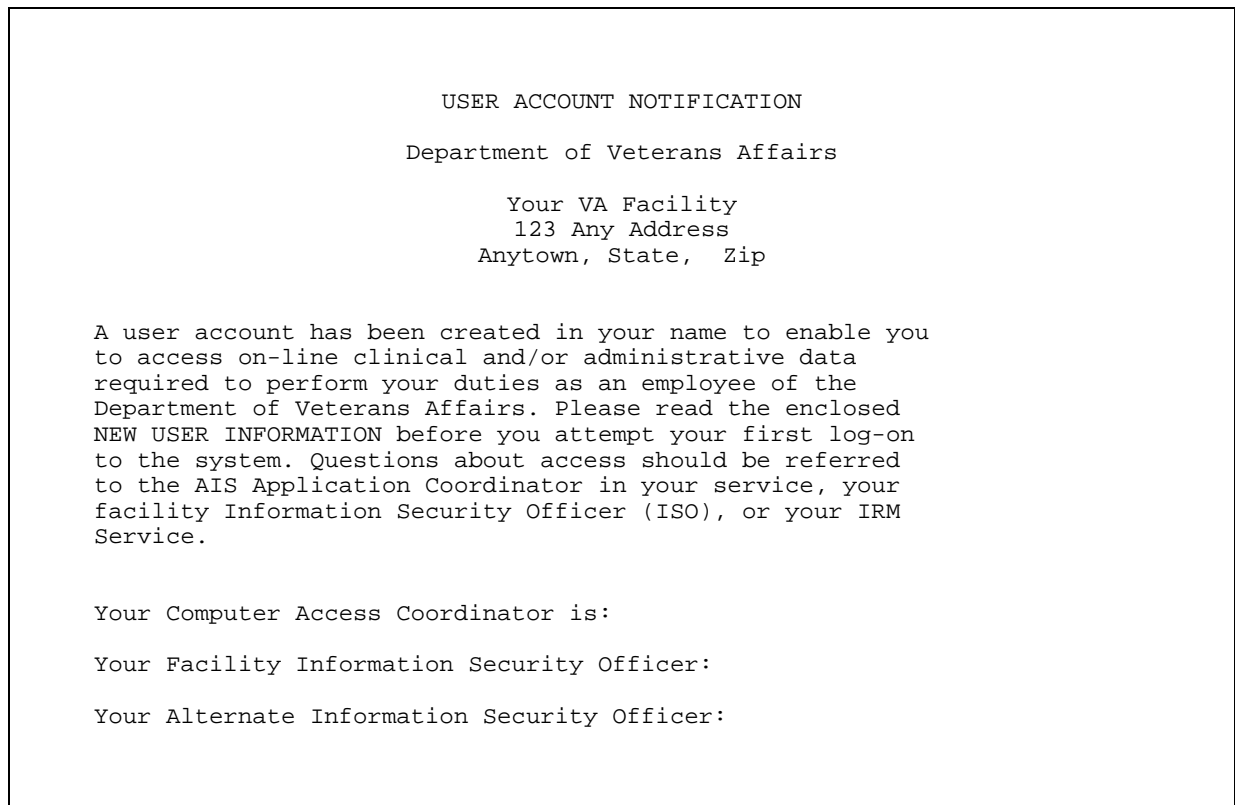 USER ACCOUNT NOTIFICATION
Department of Veterans Affairs
Your VA Facility
123 Any Address
Anytown, State,  Zip
A user account has been created in your name to enable you
to access on-line clinical and/or administrative data
required to perform your duties as an employee of the
Department of Veterans Affairs. Please read the enclosed
NEW USER INFORMATION before you attempt your first log-on
to the system. Questions about access should be referred
to the AIS Application Coordinator in your service, your
facility Information Security Officer (ISO), or your IRM
Service.
Your Computer Access Coordinator is:
Your Facility Information Security Officer:
Your Alternate Information Security Officer: